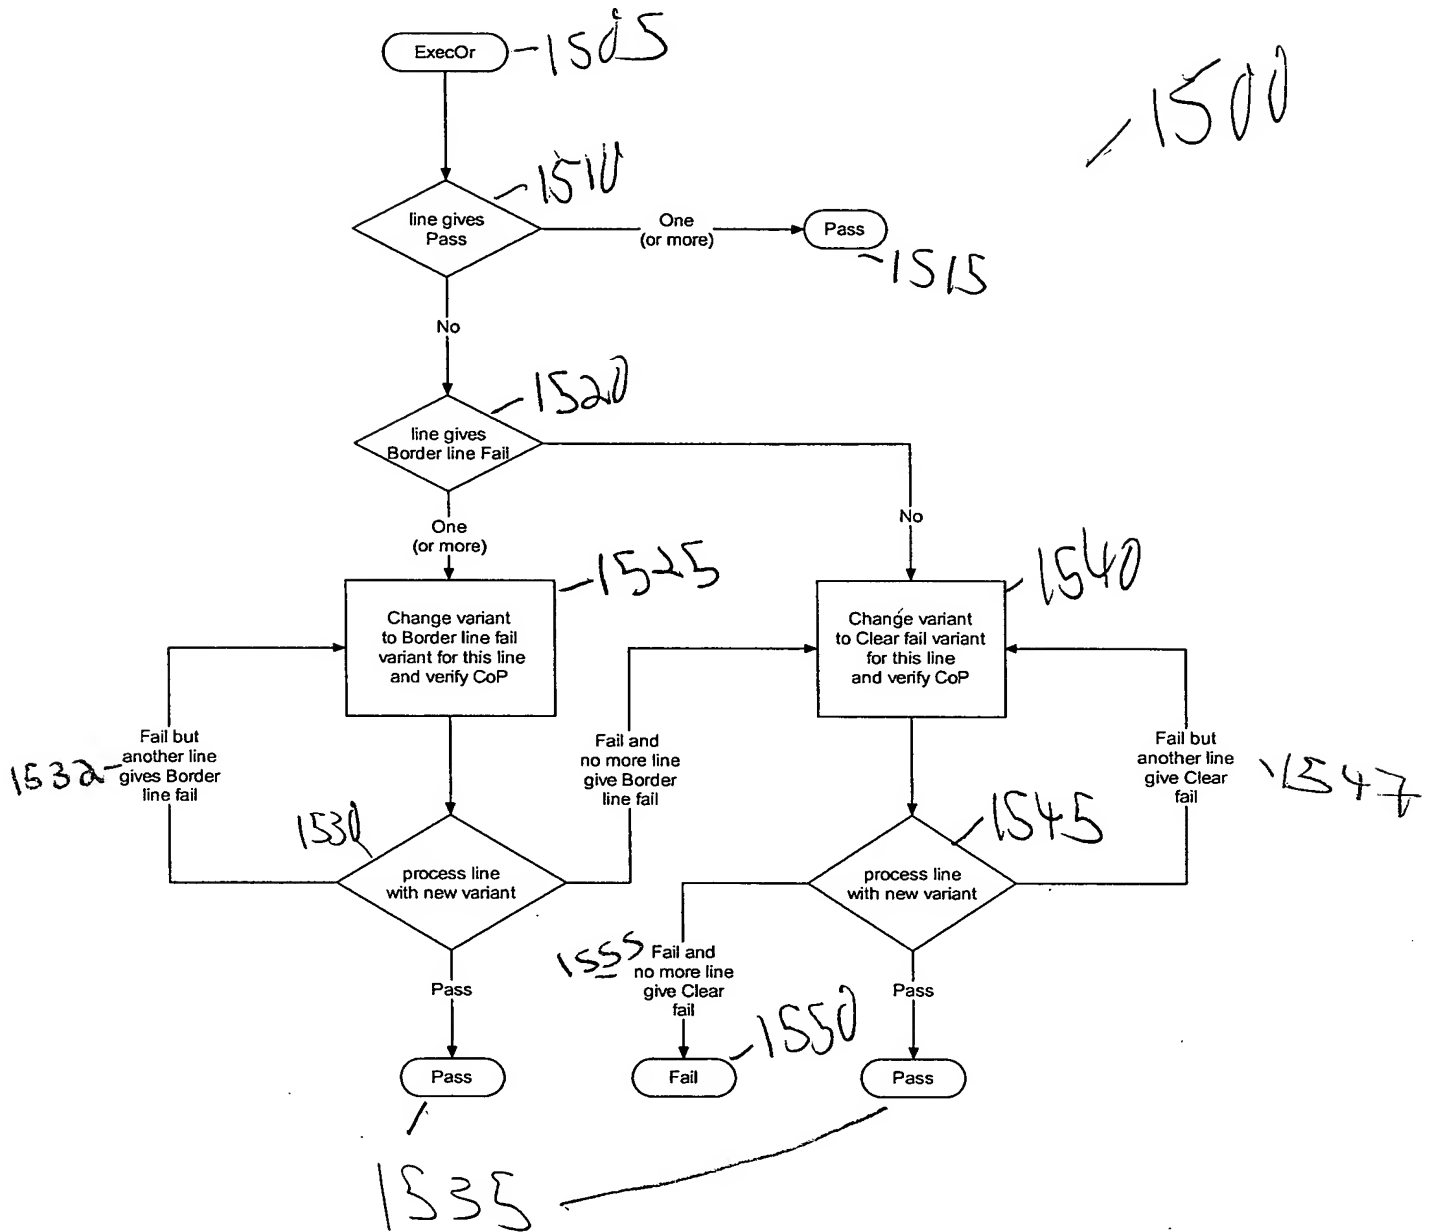 ExecOr
1505
1500
1510
line gives
Pass
One
(or more)
Pass
1515
No
1520
line gives
Border line Fail
One
(or more)
No
1525
1540
Change variant
to Border line fail
variant for this line
and verify CoP
Change variant
to Clear fail variant
for this line
and verify CoP
Fail but
another line
gives Border
line fail
1532
Fail and
no more line
give Border
line fail
Fail but
another line
give Clear
fail
1547
1530
process line
with new variant
1545
process line
with new variant
1555
Fail and
no more line
give Clear
fail
Pass
Pass
1550
Pass
Fail
Pass
1535